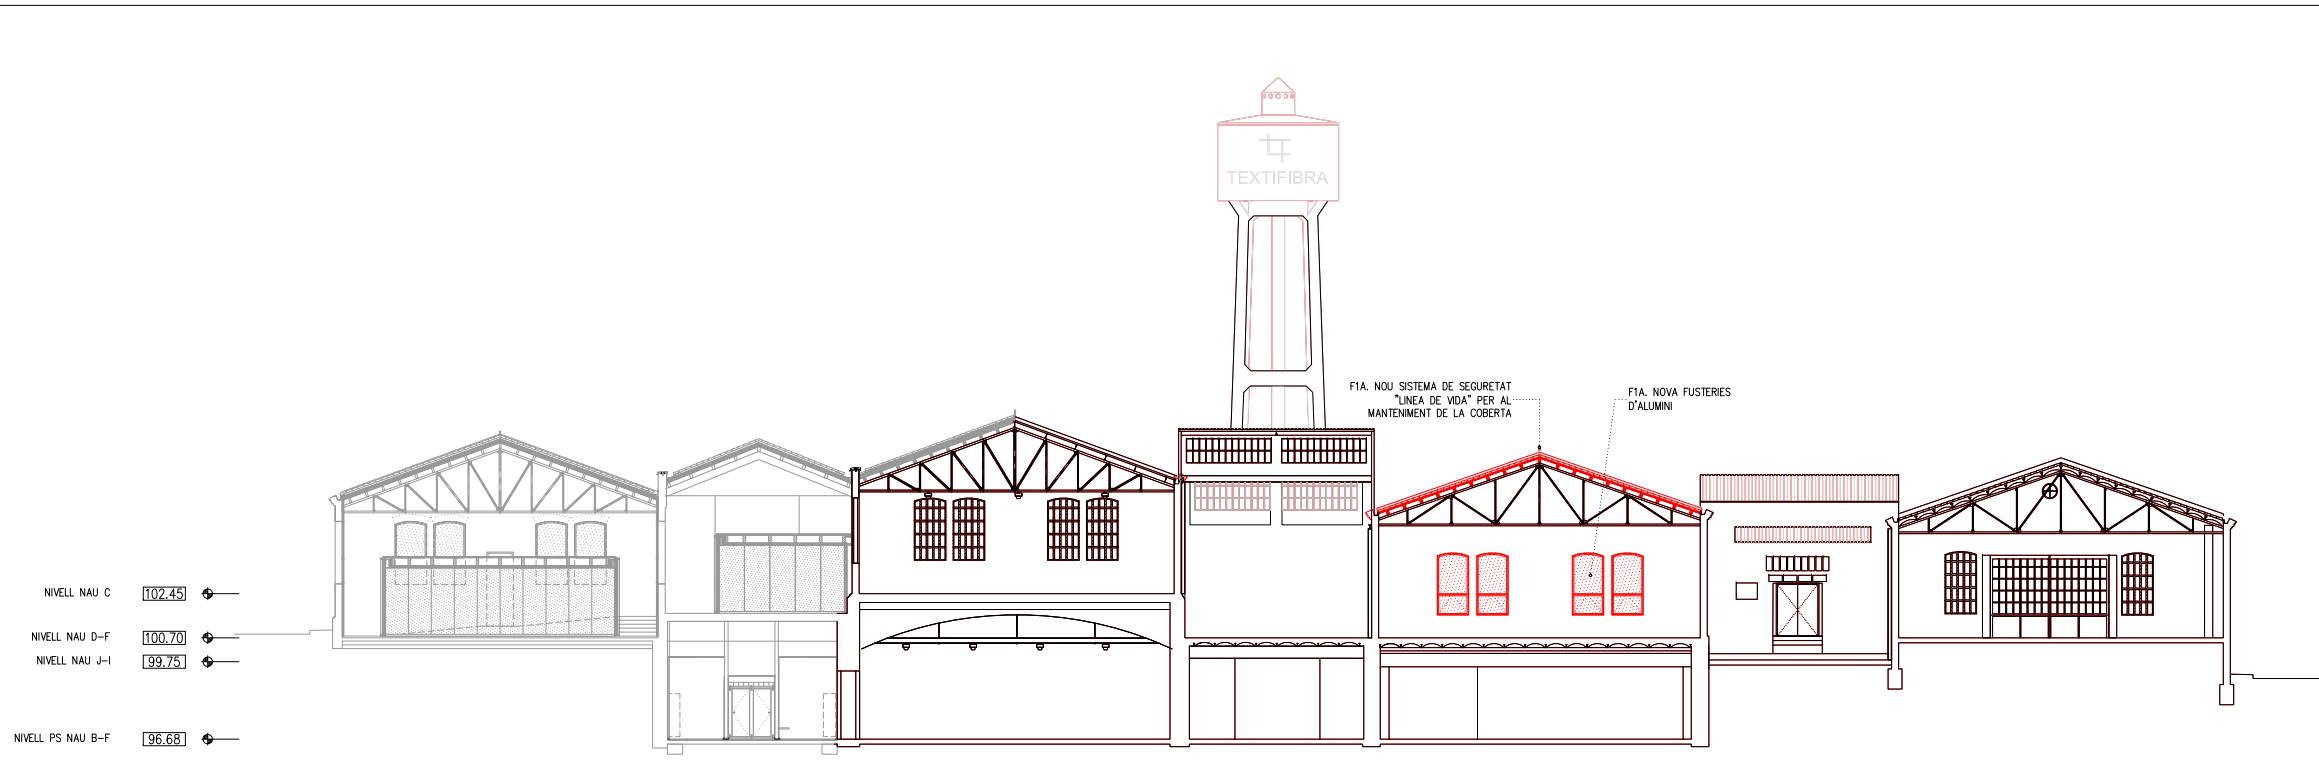 TEXTIFIBRA
F1A. NOU SISTEMA DE SEGURETAT
"LINEA DE VIDA" PER AL
MANTENIMENT DE LA COBERTA
F1A. NOVA FUSTERIES
D'ALUMINI
NIVELL NAU C 102.45
NIVELL NAU D-F 100.70
NIVELL NAU J-I 99.75
NIVELL PS NAU B-F 96.68